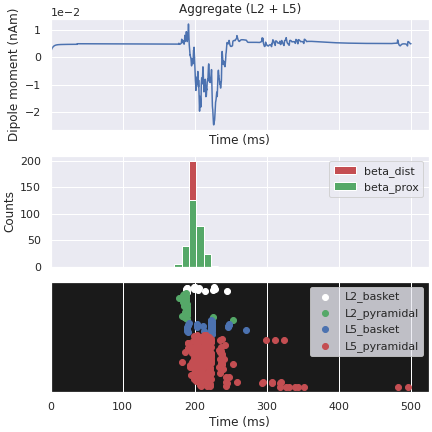 Aggregate (L2 + L5)
1e−2
Dipole moment (nAm)
1
0
−1
−2
Time (ms)
Counts
200
150
100
50
0
beta_dist
beta_prox
L2_basket
L2_pyramidal
L5_basket
L5_pyramidal
0 100 200 300 400 500
Time (ms)